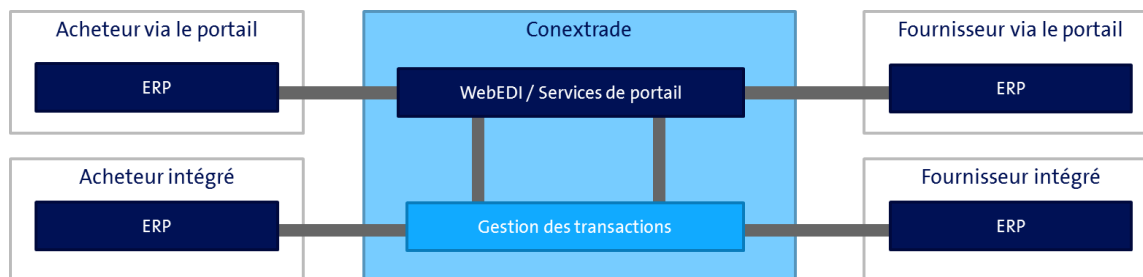 Acheteur via le portail
ERP
Conextrade
WebEDI / Services de portail
Fournisseur via le portail
ERP
Acheteur intégré
ERP
Gestion des transactions
Fournisseur intégré
ERP